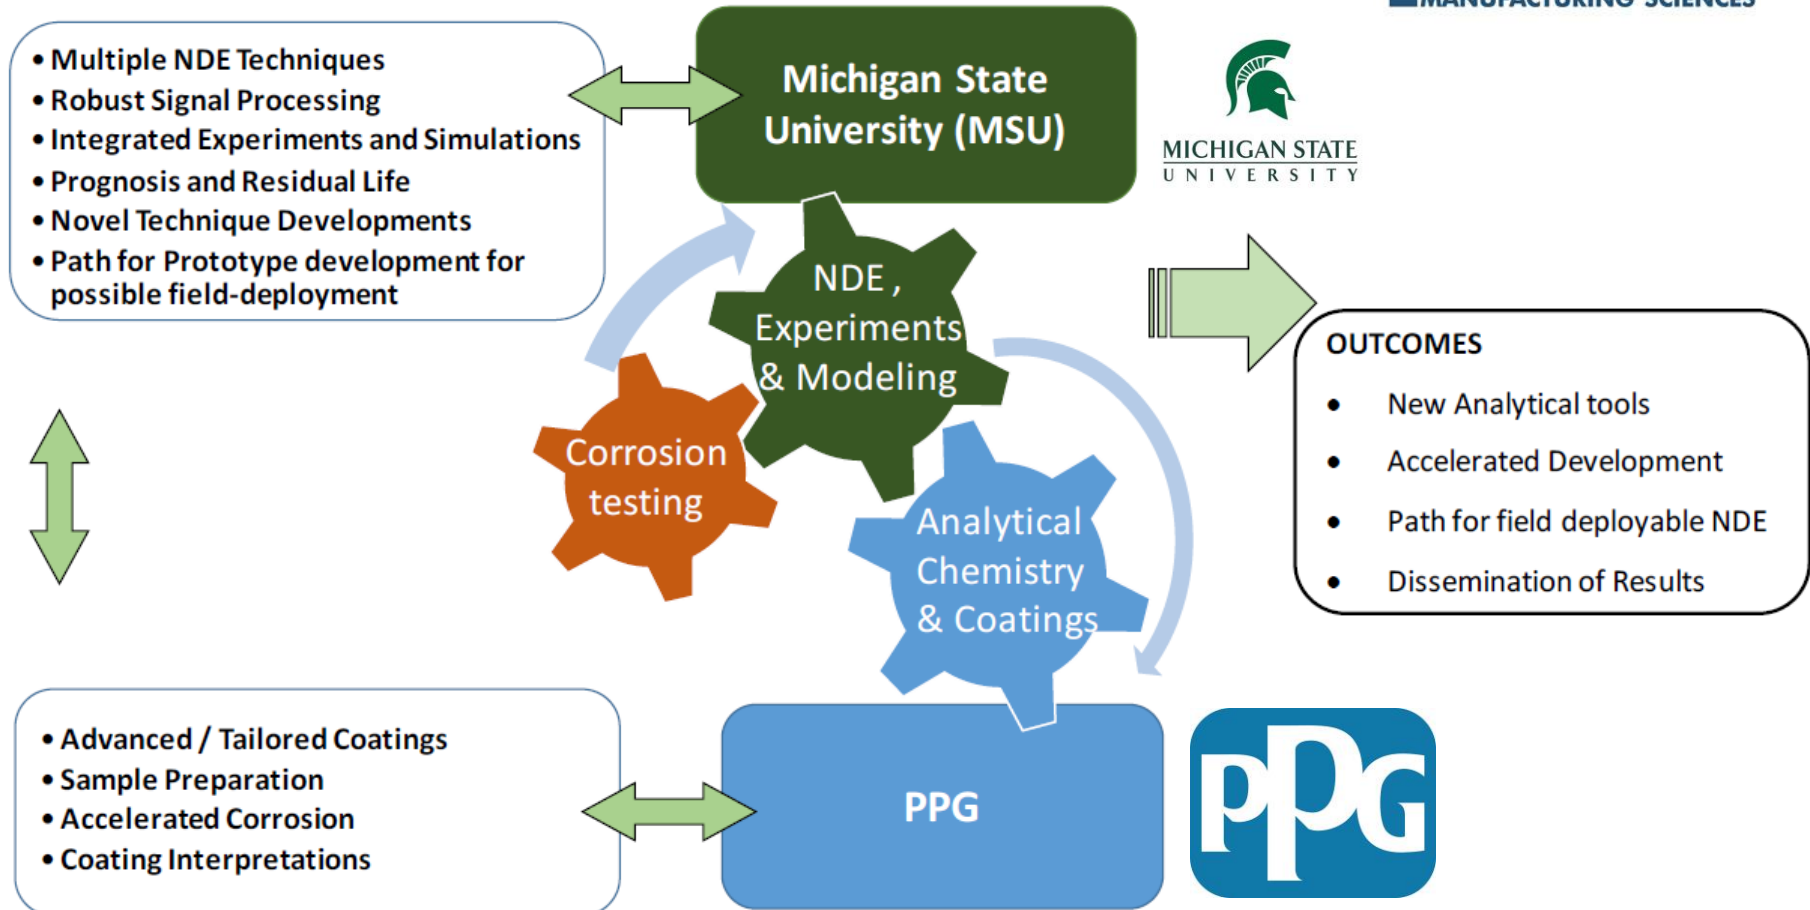 MANUFACTURING SCIENCES
• Multiple NDE Techniques
• Robust Signal Processing
• Integrated Experiments and Simulations
• Prognosis and Residual Life
• Novel Technique Developments
• Path for Prototype development for
possible field-deployment
Michigan State
University (MSU)
MICHIGAN STATE
UNIVERSITY
NDE ,
Experiments
& Modeling
Corrosion
testing
Analytical
Chemistry
& Coatings
OUTCOMES
• New Analytical tools
• Accelerated Development
• Path for field deployable NDE
• Dissemination of Results
• Advanced / Tailored Coatings
• Sample Preparation
• Accelerated Corrosion
• Coating Interpretations
PPG
PPG